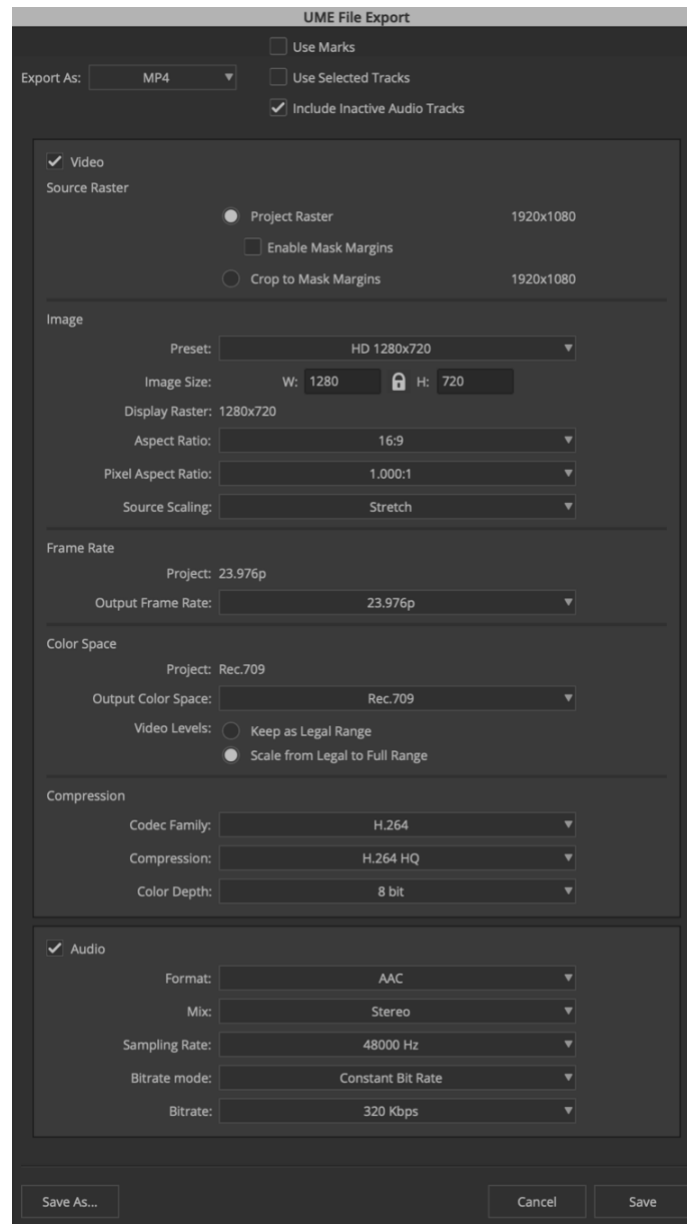 UME File Export
Use Marks
Export As: MP4 Use Selected Tracks
Include Inactive Audio Tracks
Video
Source Raster
Project Raster 1920x1080
Enable Mask Margins
Crop to Mask Margins 1920x1080
Image
Preset: HD 1280x720
Image Size: W: 1280 H: 720
Display Raster: 1280x720
Aspect Ratio: 16:9
Pixel Aspect Ratio: 1.000:1
Source Scaling: Stretch
Frame Rate
Project: 23.976p
Output Frame Rate: 23.976p
Color Space
Project: Rec.709
Output Color Space: Rec.709
Video Levels: Keep as Legal Range
Scale from Legal to Full Range
Compression
Codec Family: H.264
Compression: H.264 HQ
Color Depth: 8 bit
Audio
Format: AAC
Mix: Stereo
Sampling Rate: 48000 Hz
Bitrate mode: Constant Bit Rate
Bitrate: 320 Kbps
Save As... Cancel Save